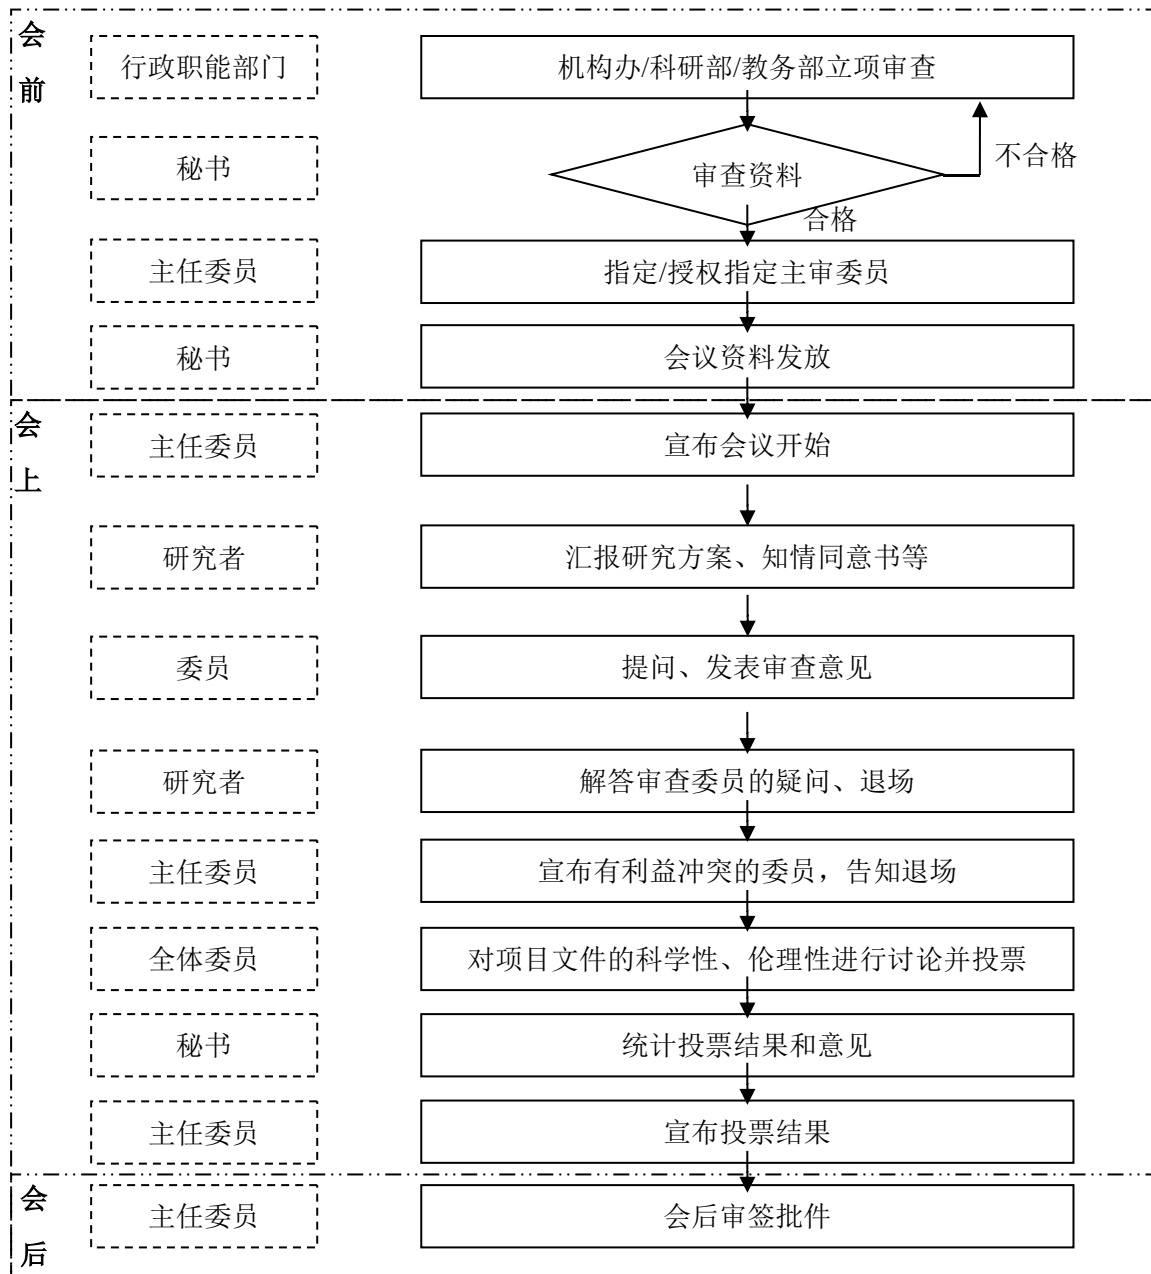 会
前
行政职能部门
机构办/科研部/教务部立项审查
秘书
审查资料
不合格
合格
主任委员
指定/授权指定主审委员
秘书
会议资料发放
会
上
主任委员
宣布会议开始
研究者
汇报研究方案、知情同意书等
委员
提问、发表审查意见
研究者
解答审查委员的疑问、退场
主任委员
宣布有利益冲突的委员，告知退场
全体委员
对项目文件的科学性、伦理性进行讨论并投票
秘书
统计投票结果和意见
主任委员
宣布投票结果
会
后
主任委员
会后审签批件